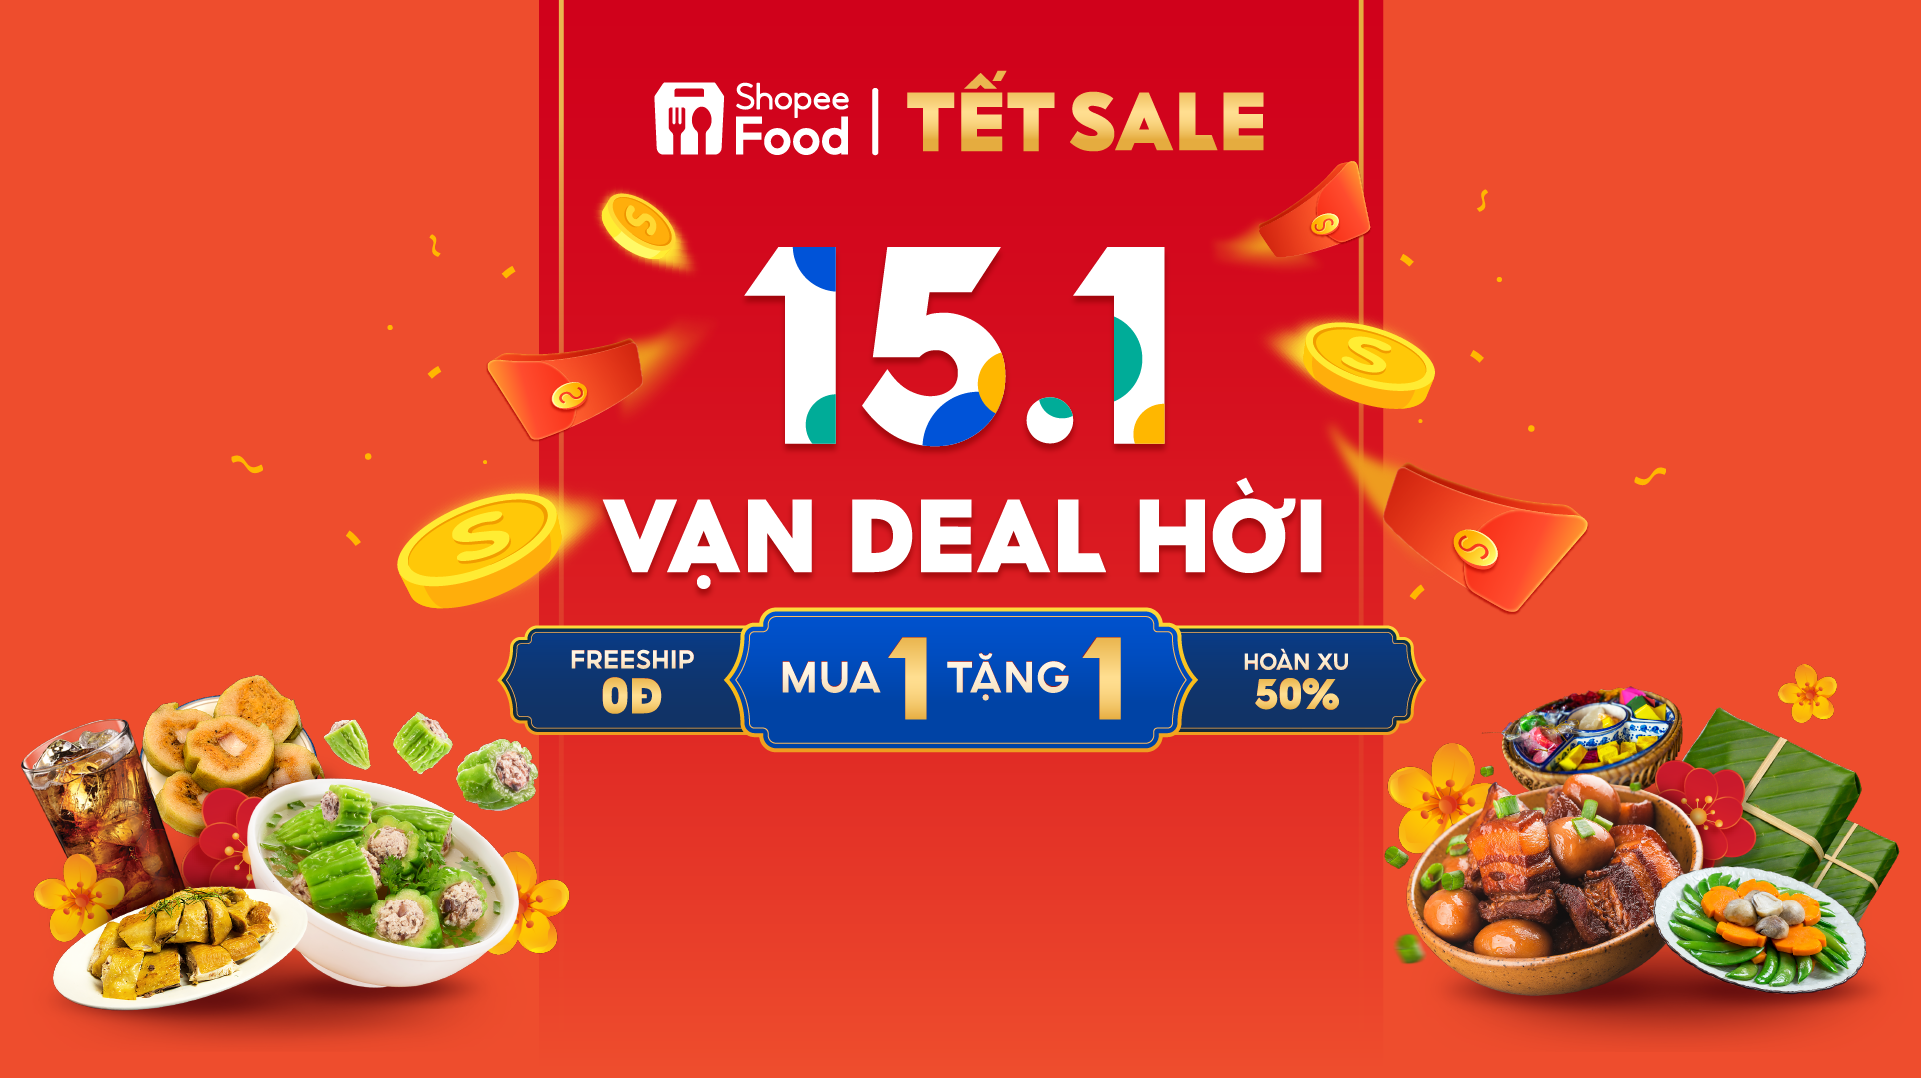 Shopee
Food
TẾT SALE
15.1
VẠN DEAL HỜI
FREESHIP
0Đ
MUA 1 TẶNG 1
HOÀN XU
50%